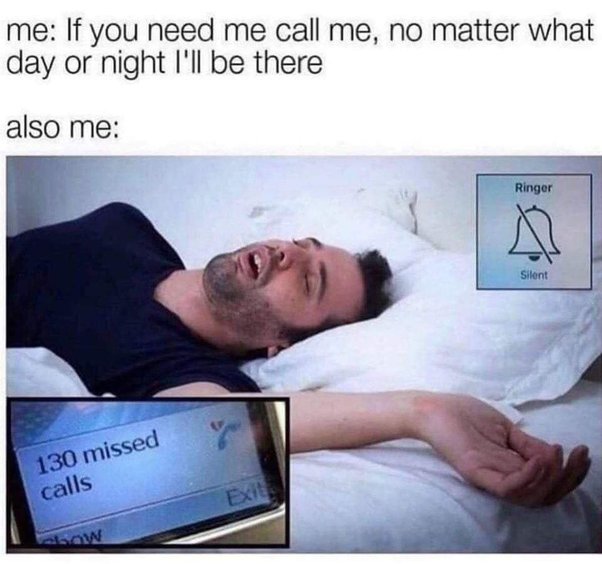 me: If you need me call me, no matter what
day or night I'll be there
also me:
Ringer
Silent
130 missed
calls
Exit
Show